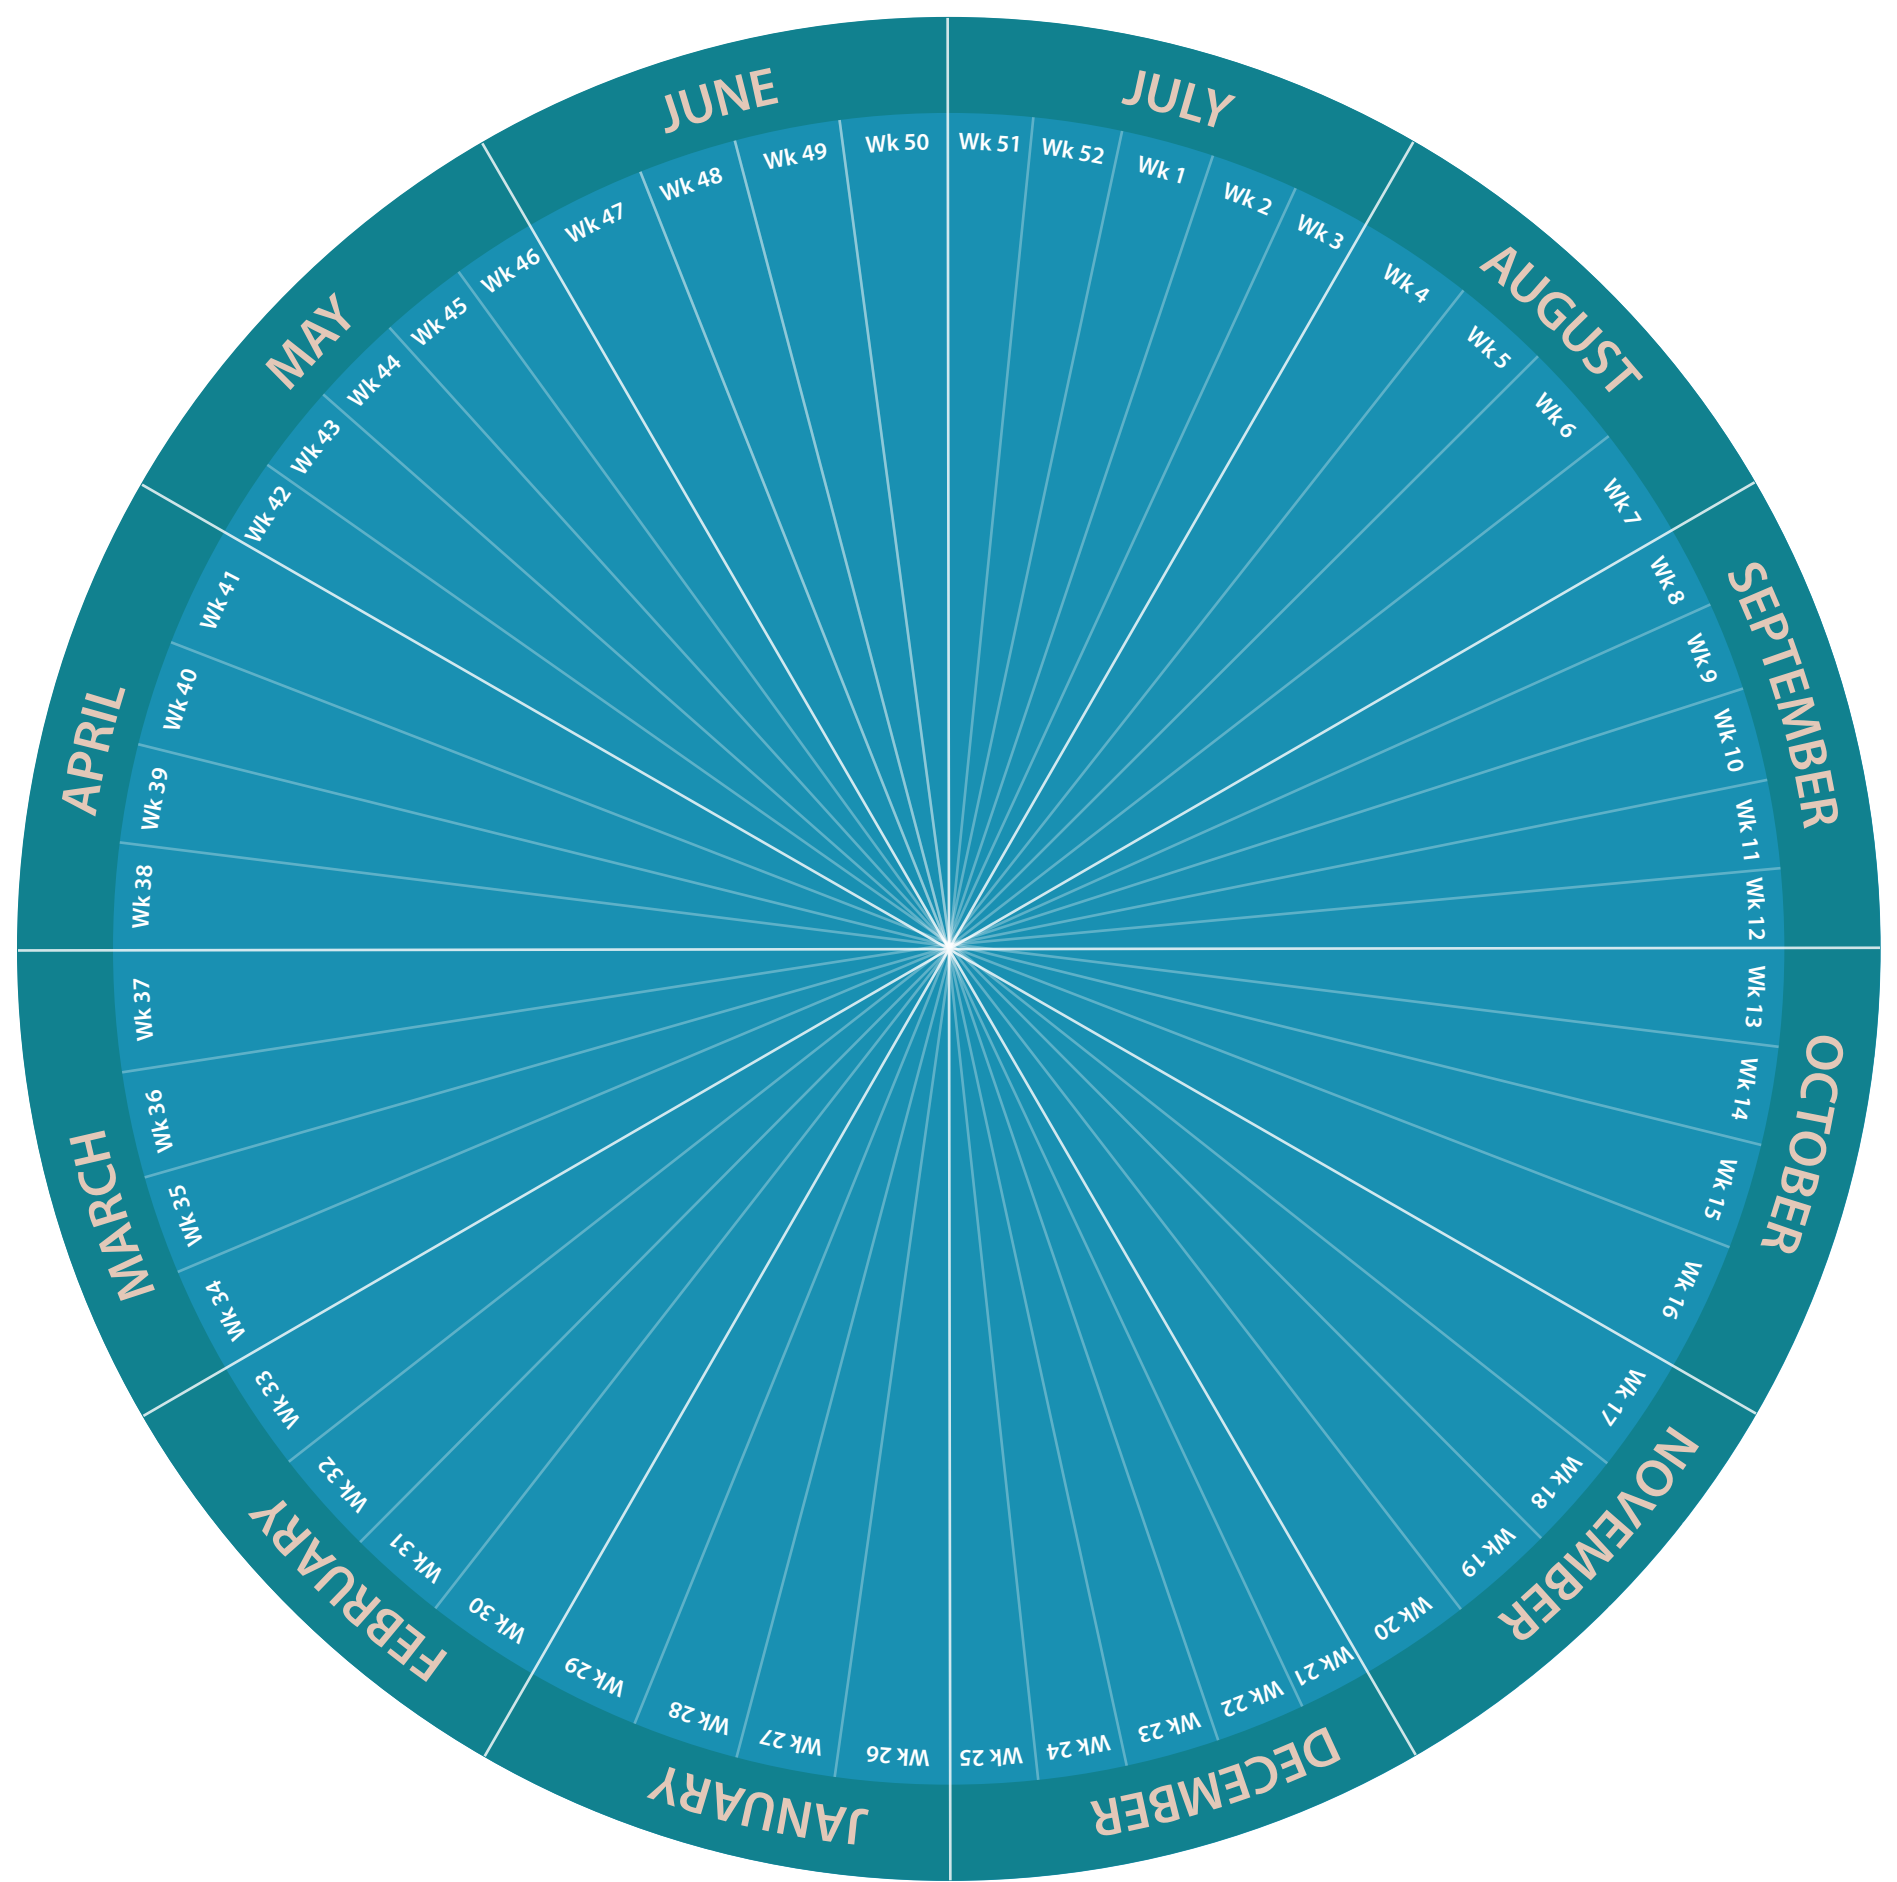 JULY
Wk 51
Wk 52
Wk 1
Wk 2
Wk 3
AUGUST
Wk 4
Wk 5
Wk 6
Wk 7
SEPTEMBER
Wk 8
Wk 9
Wk 10
Wk 11
Wk 12
OCTOBER
Wk 13
Wk 14
Wk 15
Wk 16
NOVEMBER
Wk 17
Wk 18
Wk 19
Wk 20
DECEMBER
Wk 21
Wk 22
Wk 23
Wk 24
Wk 25
JANUARY
Wk 26
Wk 27
Wk 28
Wk 29
FEBRUARY
Wk 30
Wk 31
Wk 32
Wk 33
MARCH
Wk 34
Wk 35
Wk 36
Wk 37
APRIL
Wk 38
Wk 39
Wk 40
Wk 41
MAY
Wk 42
Wk 43
Wk 44
Wk 45
Wk 46
JUNE
Wk 47
Wk 48
Wk 49
Wk 50